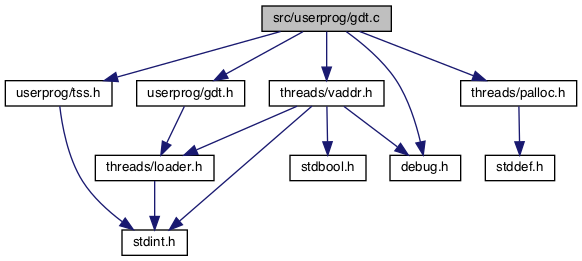 src/userprog/gdt.c
userprog/tss.h
userprog/gdt.h
threads/vaddr.h
threads/palloc.h
threads/loader.h
stdbool.h
debug.h
stddef.h
stdint.h